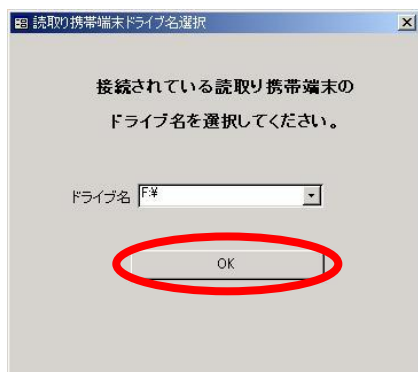 読取り携帯端末ドライブ名選択
接続されている読取り携帯端末の
ドライブ名を選択してください。
ドライブ名 F:¥
OK